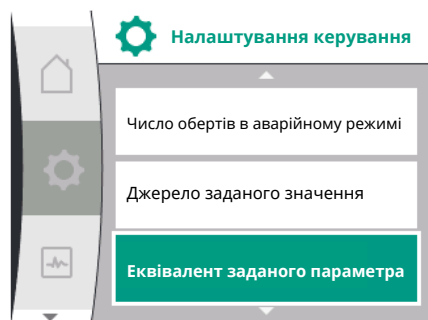 Налаштування керування
Число обертів в аварійному режимі
Джерело заданого значення
Еквівалент заданого параметра